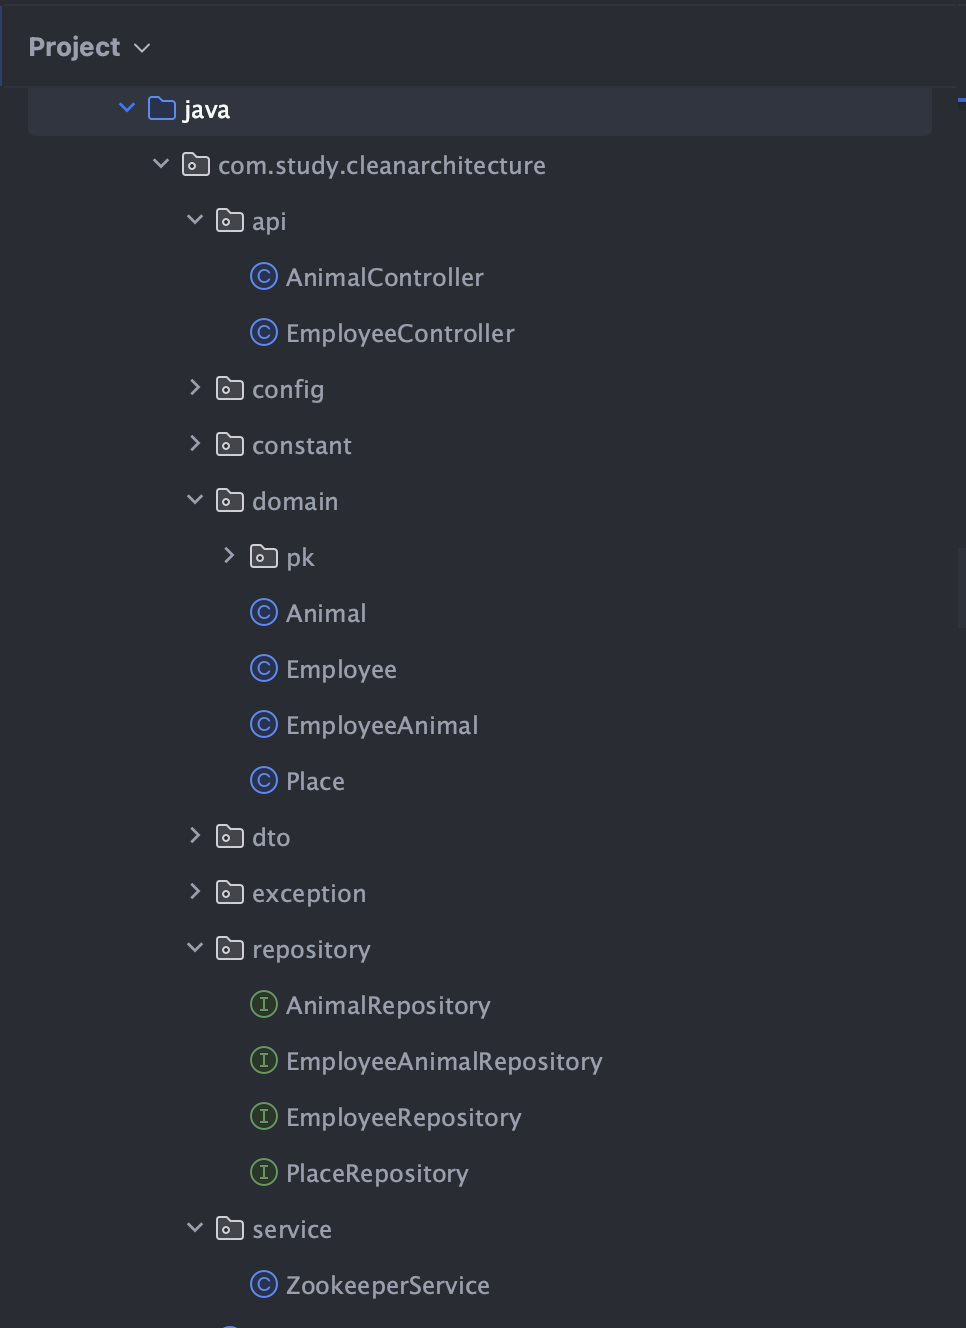 Project
java
com.study.cleanarchitecture
api
AnimalController
EmployeeController
config
constant
domain
pk
Animal
Employee
EmployeeAnimal
Place
dto
exception
repository
AnimalRepository
EmployeeAnimalRepository
EmployeeRepository
PlaceRepository
service
ZookeeperService